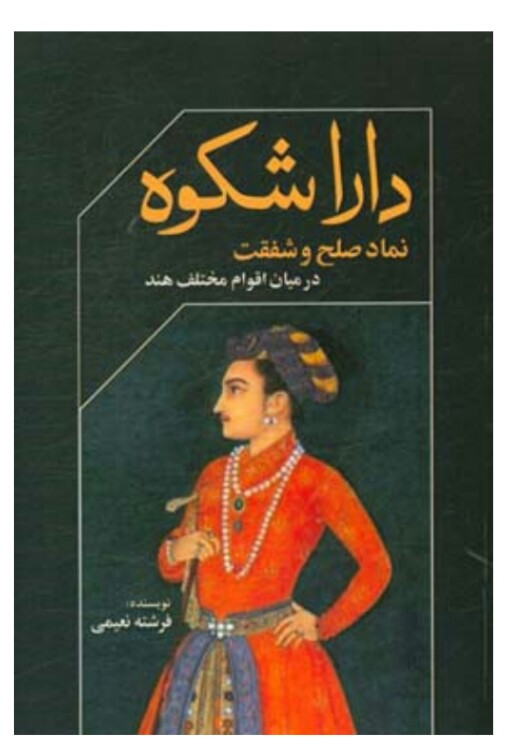 دارا شکوه
نماد صلح و شفقت
در میان اقوام مختلف هند
نویسنده:
فرشته نعیمی